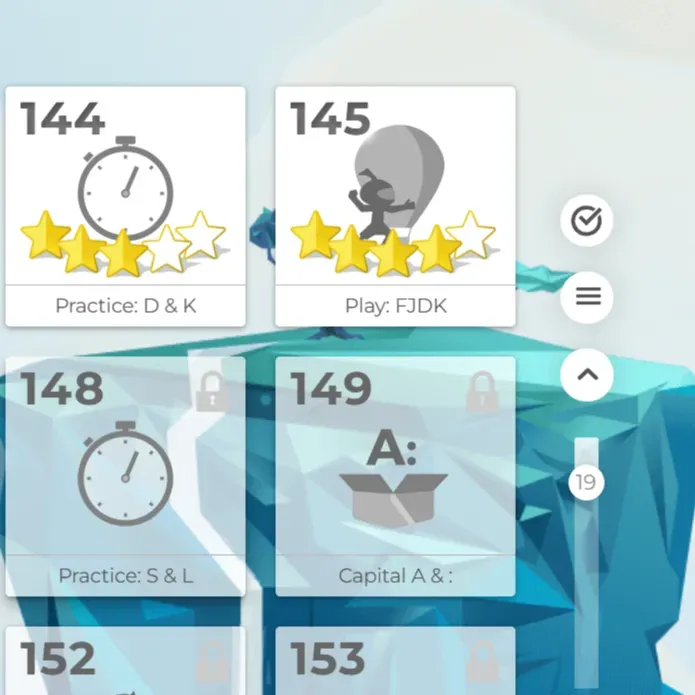 144
145
Practice: D & K
Play: FJDK
148
149
A:
19
Practice: S & L
Capital A & :
152
153